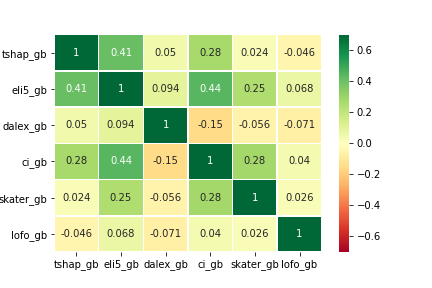 tshap_gb 1 0.41 0.05 0.28 0.024 -0.046
eli5_gb 0.41 1 0.094 0.44 0.25 0.068
dalex_gb 0.05 0.094 1 -0.15 -0.056 -0.071
ci_gb 0.28 0.44 -0.15 1 0.28 0.04
skater_gb 0.024 0.25 -0.056 0.28 1 0.026
lofo_gb -0.046 0.068 -0.071 0.04 0.026 1
tshap_gb eli5_gb dalex_gb ci_gb skater_gb lofo_gb
0.6
0.4
0.2
0.0
−0.2
−0.4
−0.6